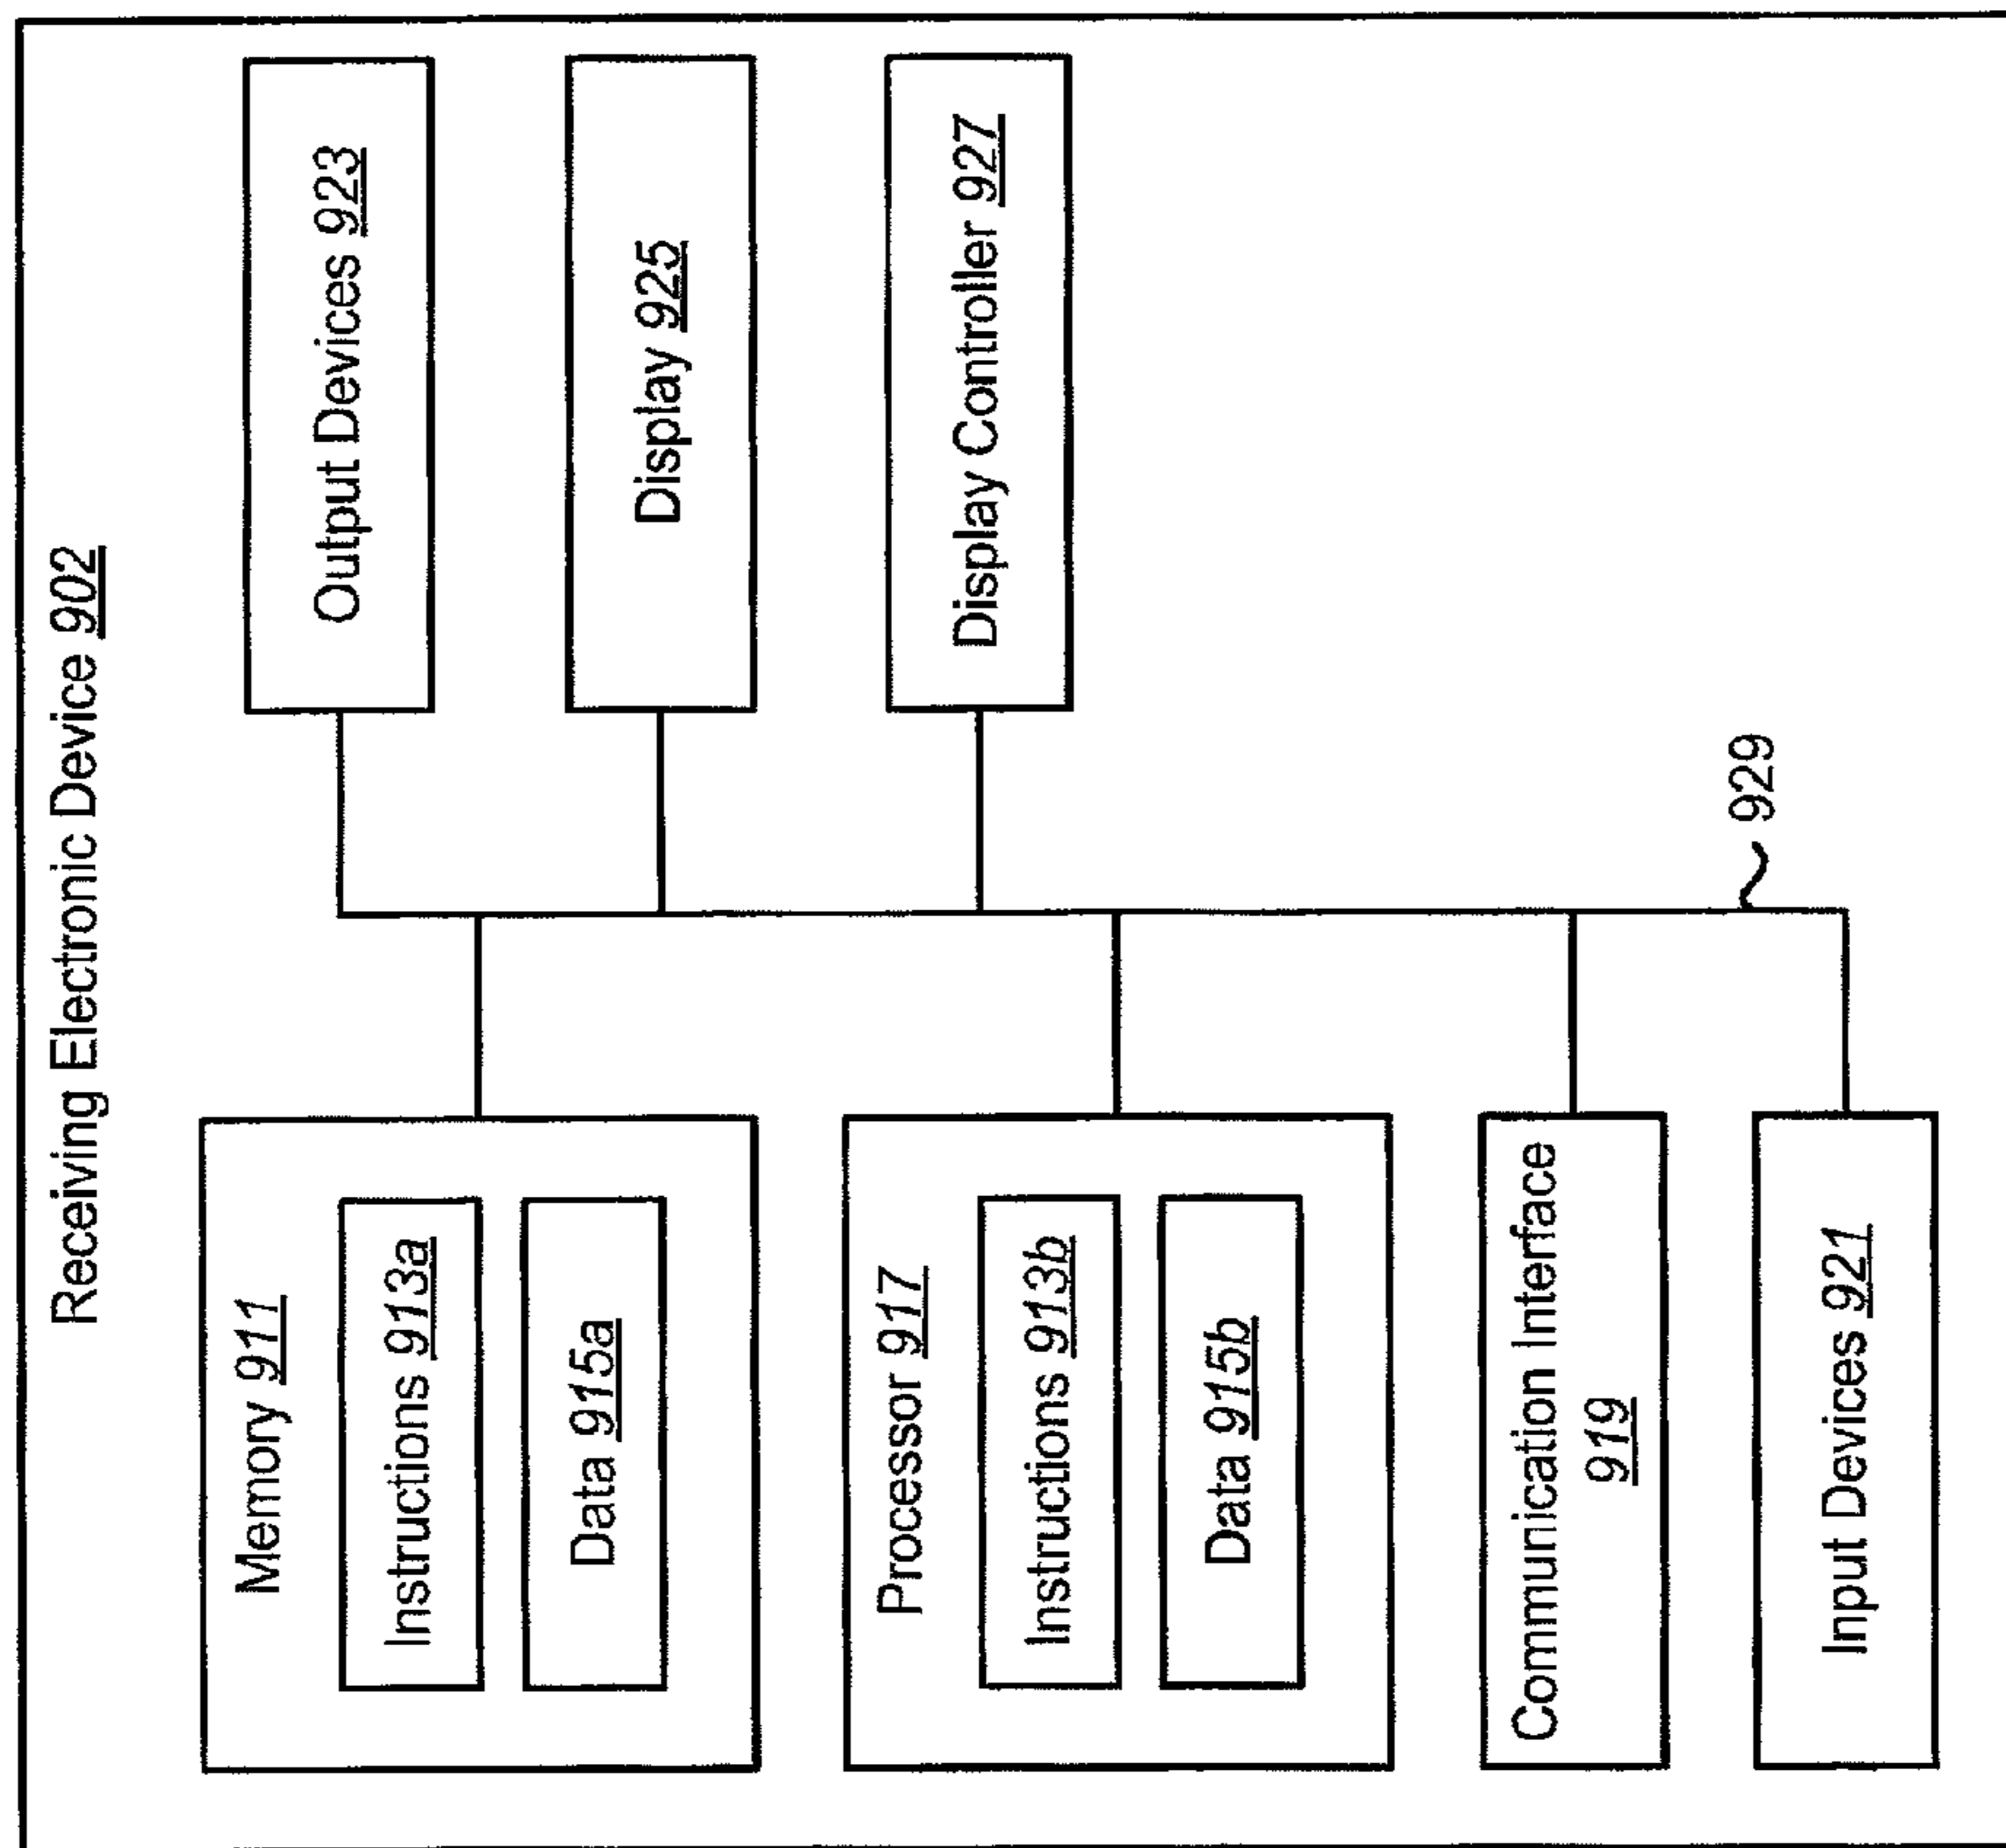 Receiving Electronic Device 902
Memory 911
Instructions 913a
Data 915a
Processor 917
Instructions 913b
Data 915b
Communication Interface
919
Input Devices 921
Output Devices 923
Display 925
Display Controller 927
929